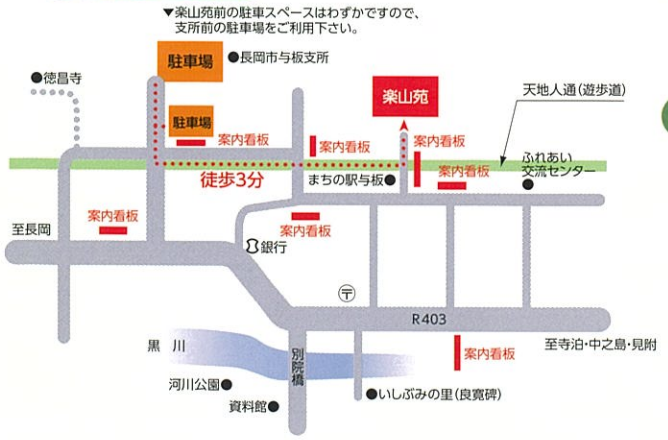 ▼楽山苑前の駐車スペースはわずかですので、
支所前の駐車場をご利用下さい。
駐車場
●長岡市与板支所
●徳昌寺
楽山苑
天地人通(遊歩道)
駐車場
案内看板
案内看板
案内看板
案内看板
ふれあい
交流センター
徒歩3分
まちの駅与板●
案内看板
案内看板
至長岡
銀行
〒
R403
黒 川
別院橋
案内看板
至寺泊・中之島・見附
河川公園●
資料館●
●いしぶみの里(良寛碑)